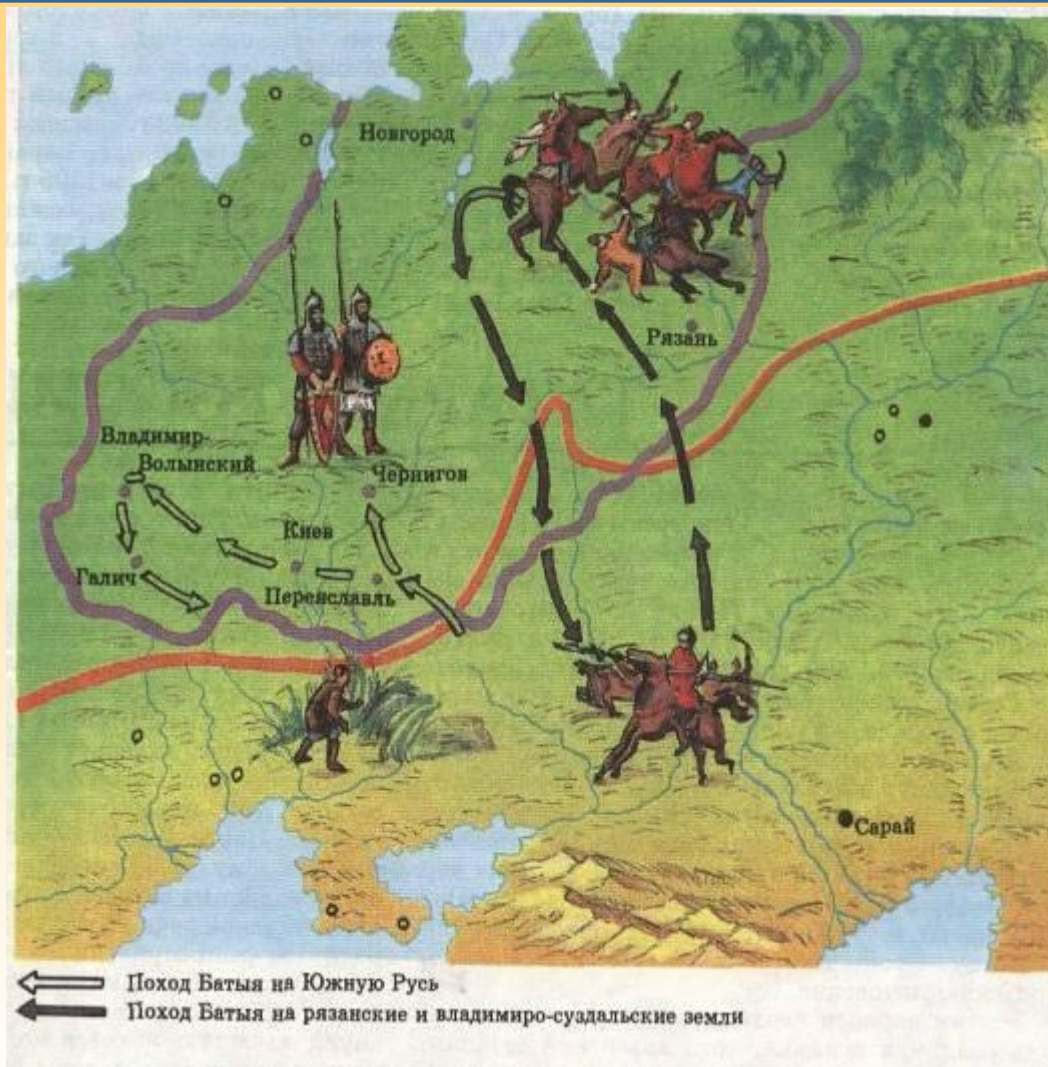 Новгород
Рязань
Владимир-
Волынский
Чернигов
Киев
Галич
Переяславль
Сарай
Поход Батыя на Южную Русь
Поход Батыя на рязанские и владимиро-суздальские земли